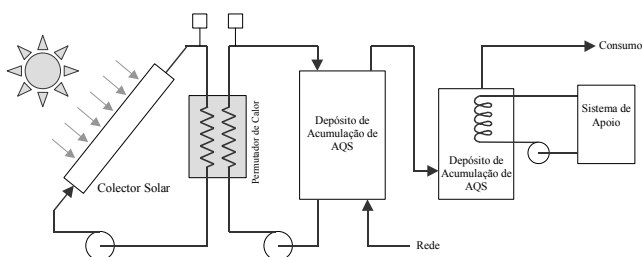 Colector Solar
Permutador de Calor
Depósito de
Acumulação de
AQS
Rede
Depósito de
Acumulação de
AQS
Consumo
Sistema de
Apoio